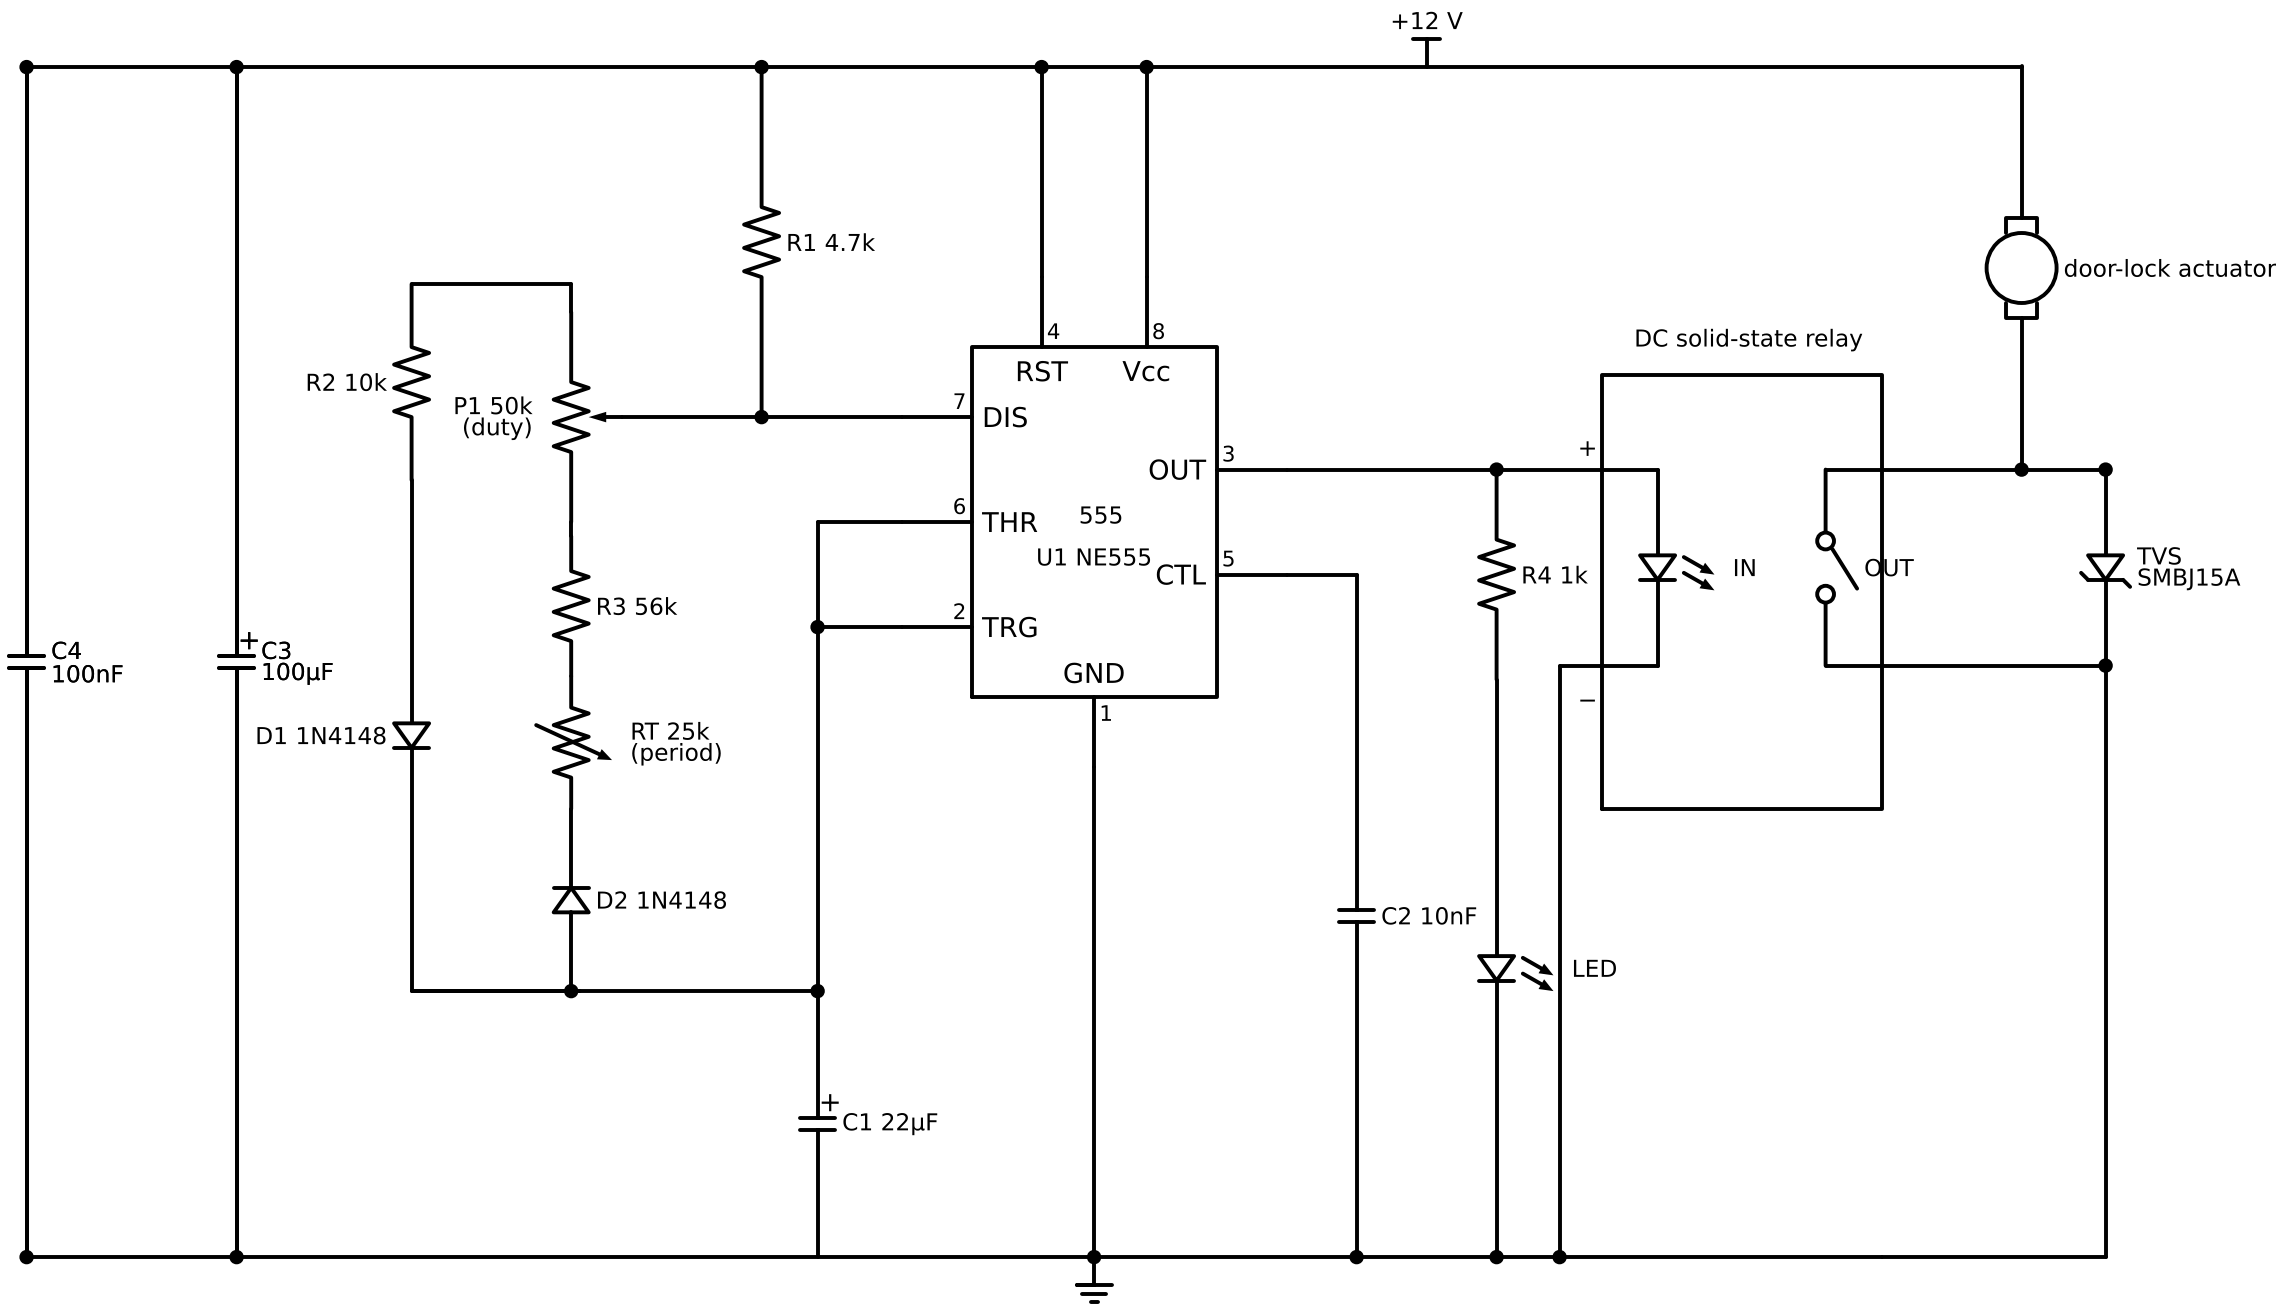 +12 V
R1 4.7k
door-lock actuator
4
8
DC solid-state relay
RST
Vcc
R2 10k
P1 50k
(duty)
7
DIS
+
3
OUT
6
THR
555
U1 NE555
5
CTL
R4 1k
IN
OUT
TVS
SMBJ15A
R3 56k
2
TRG
+
C4
100nF
C3
100µF
GND
−
1
D1 1N4148
RT 25k
(period)
D2 1N4148
C2 10nF
LED
+
C1 22µF